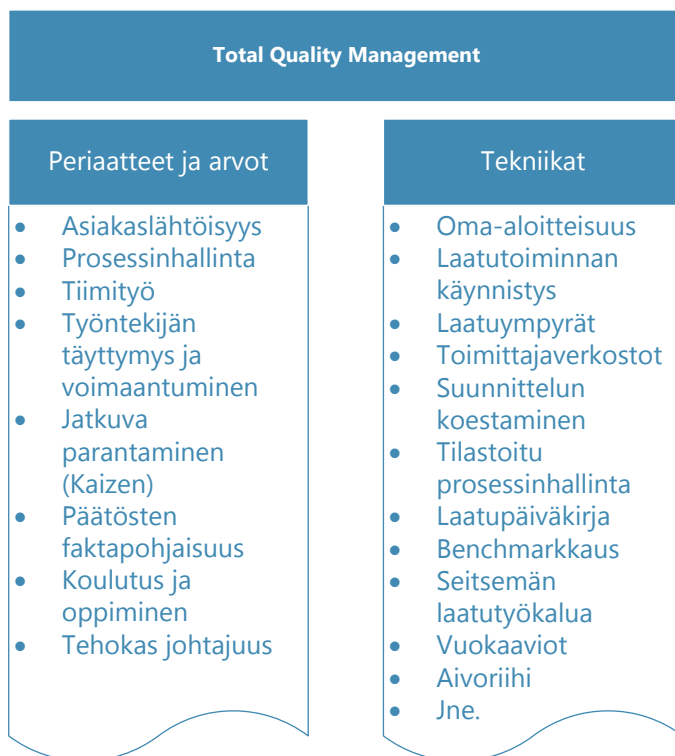 Total Quality Management
Periaatteet ja arvot
• Asiakaslähtöisyys
• Prosessinhallinta
• Tiimityö
• Työntekijän
täyttymys ja
voimaantuminen
• Jatkuva
parantaminen
(Kaizen)
• Päätösten
faktapohjaisuus
• Koulutus ja
oppiminen
• Tehokas johtajuus
Tekniikat
• Oma-aloitteisuus
• Laatutoiminnan
käynnistys
• Laatuympyrät
• Toimittajaverkostot
• Suunnittelun
koestaminen
• Tilastoitu
prosessinhallinta
• Laatupäiväkirja
• Benchmarkkaus
• Seitsemän
laatutyökalua
• Vuokaaviot
• Aivoriihi
• Jne.